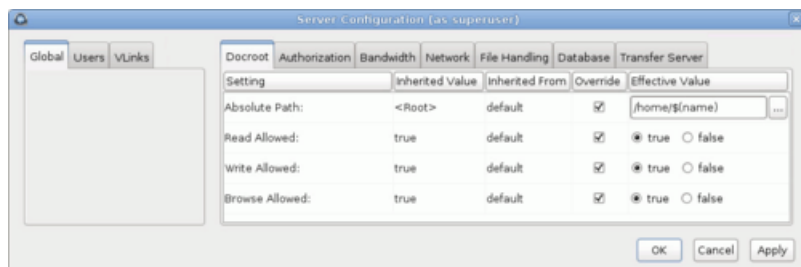 Server Configuration (as superuser)
Global Users VLinks
Docroot Authorization Bandwidth Network File Handling Database Transfer Server
Setting Inherited Value Inherited From Override Effective Value
Absolute Path: <Root> default /home/$(name) ...
Read Allowed: true default true false
Write Allowed: true default true false
Browse Allowed: true default true false
OK Cancel Apply